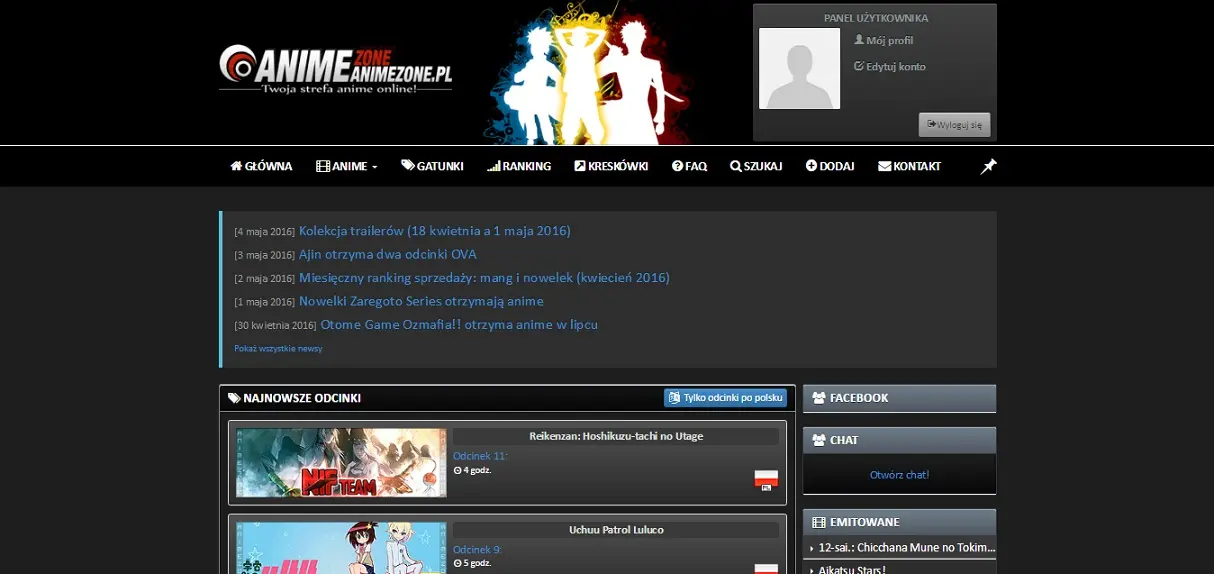 PANEL UŻYTKOWNIKA
Mój profil
Edytuj konto
Wyloguj się
ANIME ZONE
ANIMEZONE.PL
Twoja strefa anime online!
GŁÓWNA ANIME GATUNKI RANKING KRESKÓWKI FAQ SZUKAJ DODAJ KONTAKT
[4 maja 2016] Kolekcja trailerów (18 kwietnia a 1 maja 2016)
[3 maja 2016] Ajin otrzyma dwa odcinki OVA
[2 maja 2016] Miesięczny ranking sprzedaży: mang i nowelek (kwiecień 2016)
[1 maja 2016] Nowelki Zaregoto Series otrzymają anime
[30 kwietnia 2016] Otome Game Ozmafia!! otrzyma anime w lipcu
Pokaż wszystkie newsy
NAJNOWSZE ODCINKI Tylko odcinki po polsku
Reikenzan: Hoshikuzu-tachi no Utage
Odcinek 11:
4 godz.
NIF TEAM
PL
Uchuu Patrol Luluco
Odcinek 9:
5 godz.
FACEBOOK
CHAT
Otwórz chat!
EMITOWANE
12-sai.: Chicchana Mune no Tokim...
Aikatsu Stars!